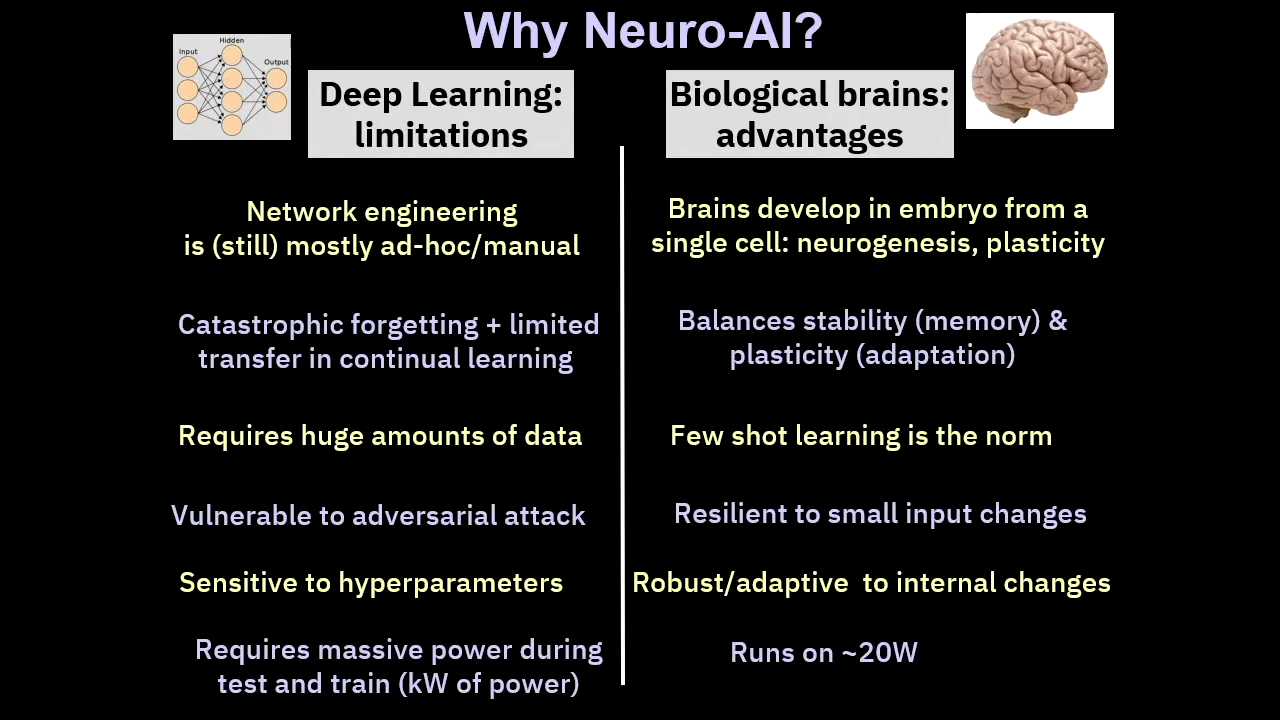 Why Neuro-AI?
Input
Hidden
Output
Deep Learning:
limitations
Biological brains:
advantages
Network engineering
is (still) mostly ad-hoc/manual
Brains develop in embryo from a
single cell: neurogenesis, plasticity
Catastrophic forgetting + limited
transfer in continual learning
Balances stability (memory) &
plasticity (adaptation)
Requires huge amounts of data
Few shot learning is the norm
Vulnerable to adversarial attack
Resilient to small input changes
Sensitive to hyperparameters
Robust/adaptive  to internal changes
Requires massive power during
test and train (kW of power)
Runs on ~20W